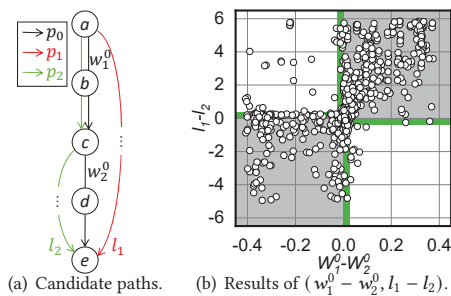 p₀
p₁
p₂
a
w₁⁰
b
c
w₂⁰
d
l₂
l₁
e
...
...
(a) Candidate paths.
l₁-l₂
6
4
2
0
-2
-4
-6
-0.4
-0.2
0.0
0.2
0.4
W₁⁰-W₂⁰
(b) Results of (w₁⁰ − w₂⁰, l₁ − l₂).